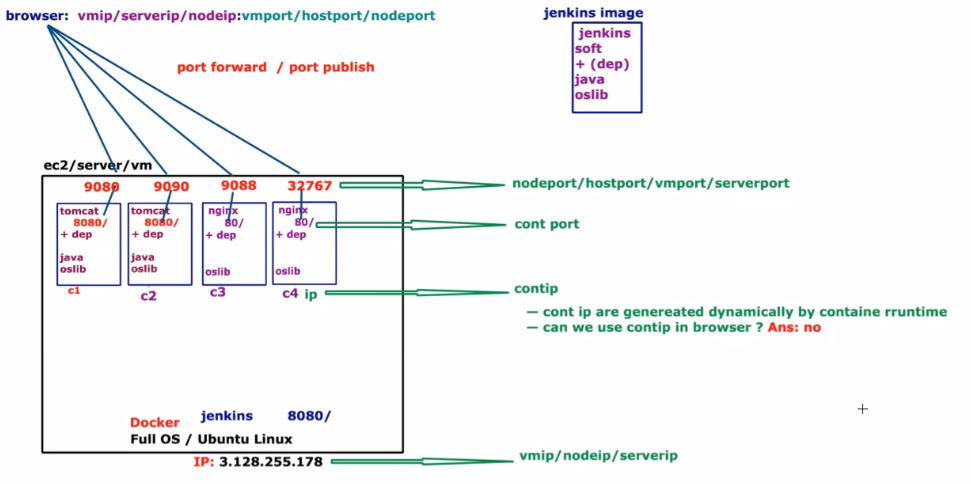 browser: vmip/serverip/nodeip:vmport/hostport/nodeport
port forward / port publish
jenkins image
jenkins
soft
+ (dep)
java
oslib
ec2/server/vm
9080 9090 9088 32767
nodeport/hostport/vmport/serverport
tomcat
8080/
+ dep
java
oslib
c1
tomcat
8080/
+ dep
java
oslib
c2
nginx
80/
+ dep
oslib
c3
nginx
80/
+ dep
oslib
c4 ip
cont port
contip
— cont ip are genereated dynamically by containe rruntime
— can we use contip in browser ? Ans: no
Docker jenkins 8080/
Full OS / Ubuntu Linux
IP: 3.128.255.178
vmip/nodeip/serverip